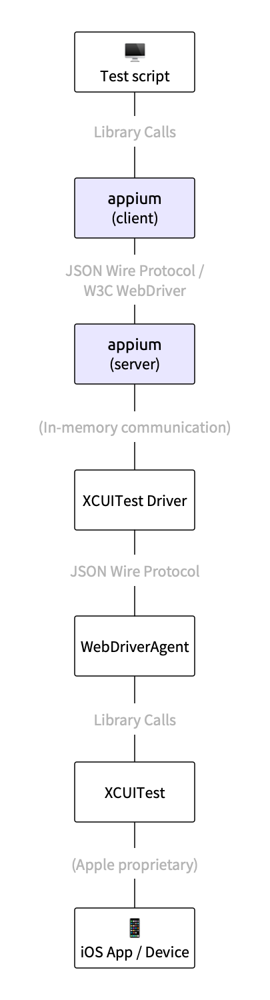 Test script
Library Calls
appium
(client)
JSON Wire Protocol /
W3C WebDriver
appium
(server)
(In-memory communication)
XCUITest Driver
JSON Wire Protocol
WebDriverAgent
Library Calls
XCUITest
(Apple proprietary)
iOS App / Device